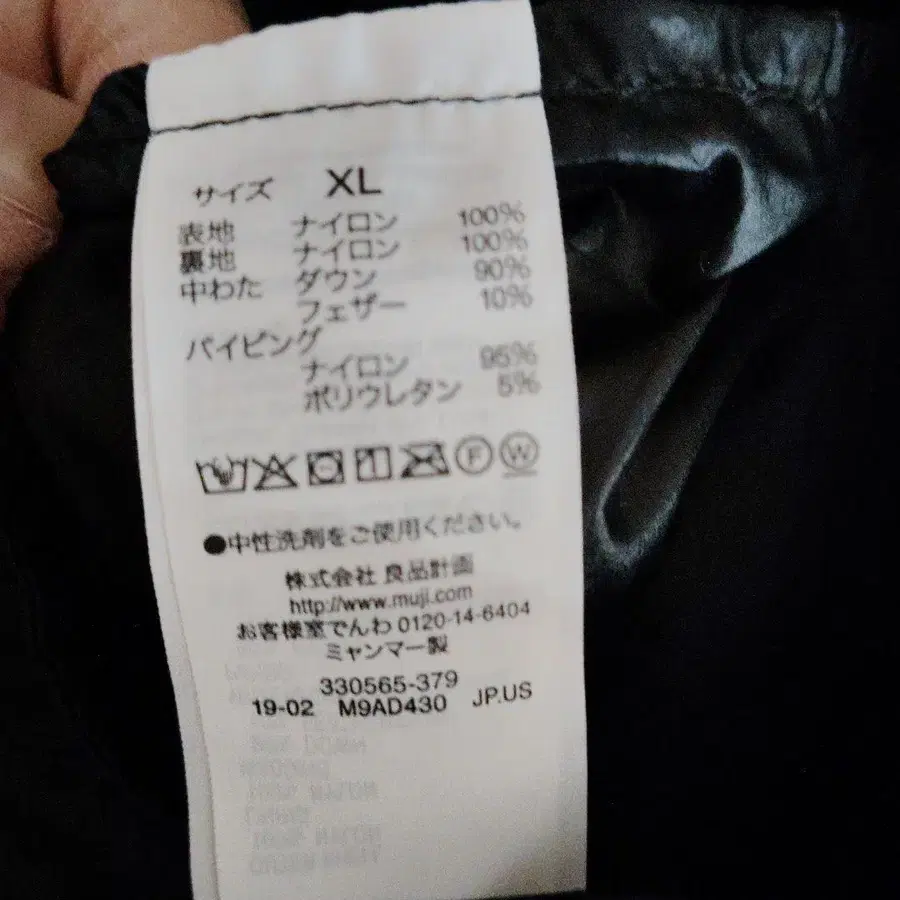 サイズ XL
表地 ナイロン 100%
裏地 ナイロン 100%
中わた ダウン 90%
フェザー 10%
パイピング
ナイロン 95%
ポリウレタン 5%
F W
●中性洗剤をご使用ください。
株式会社 良品計画
http://www.muji.com
お客様室でんわ 0120-14-6404
ミャンマー製
330565-379
19-02 M9AD430 JP.US